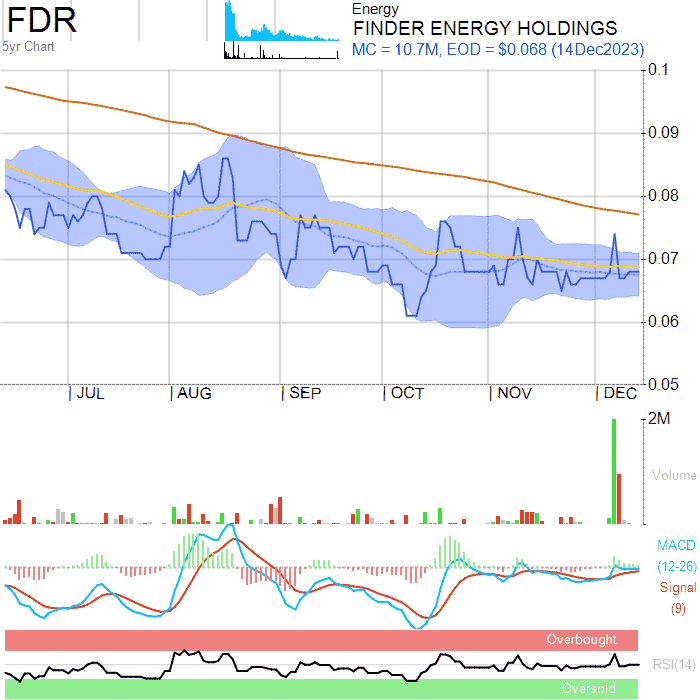 FDR
5yr Chart
Energy
FINDER ENERGY HOLDINGS
MC = 10.7M, EOD = $0.068 (14Dec2023)
0.1
0.09
0.08
0.07
0.06
0.05
JUL AUG SEP OCT NOV DEC
2M
Volume
MACD
(12-26)
Signal
(9)
Overbought
RSI(14)
Oversold